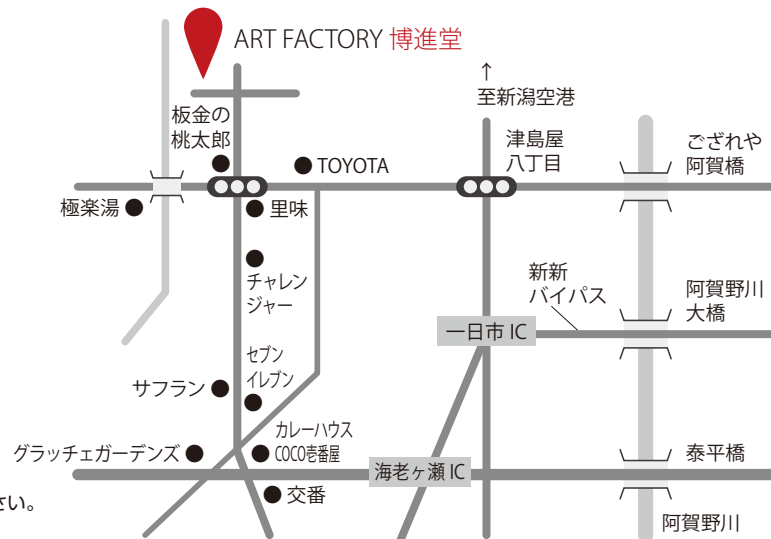 ART FACTORY 博進堂
↑
至新潟空港
板金の
桃太郎
TOYOTA
津島屋
八丁目
ござれや
阿賀橋
極楽湯
里味
チャレン
ジャー
新新
バイパス
阿賀野川
大橋
一日市 IC
セブン
イレブン
サフラン
カレーハウス
COCO壱番屋
グラッチェガーデンズ
海老ヶ瀬 IC
泰平橋
交番
さい。
阿賀野川